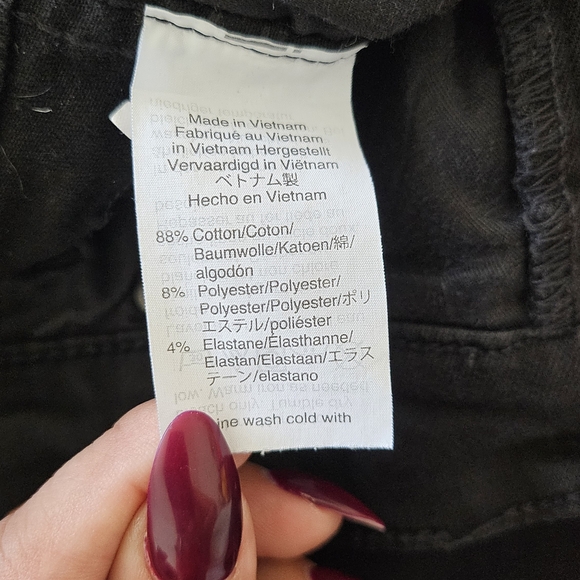 Made in Vietnam
Fabriqué au Vietnam
in Vietnam Hergestellt
Vervaardigd in Viëtnam
ベトナム製
Hecho en Vietnam
88% Cotton/Coton/
Baumwolle/Katoen/綿/
algodón
8% Polyester/Polyester/
Polyester/Polyester/ポリ
エステル/poliéster
4% Elastane/Élasthanne/
Elastan/Elastaan/エラス
テーン/elastano
wash cold with